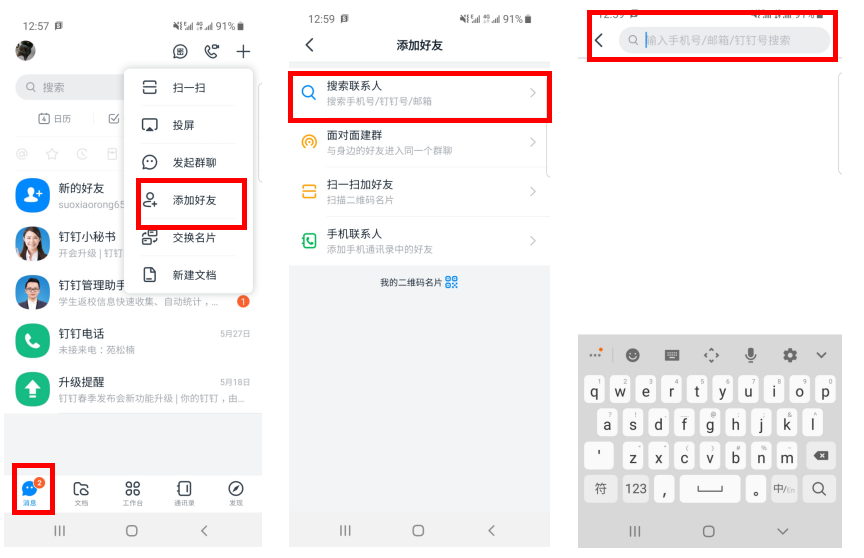 12:57
91%
搜索
扫一扫
投屏
发起群聊
添加好友
交换名片
新建文档
4 日历
新的好友
suoxiaorong65
钉钉小秘书
开会升级 | 钉钉
钉钉管理助手
学生返校信息快速收集、自动统计，...
1
钉钉电话
5月27日
未接来电：苑松楠
升级提醒
5月18日
钉钉春季发布会新功能升级 | 你的钉钉，由...
2
消息
文档
工作台
通讯录
发现
12:59
91%
添加好友
搜索联系人
搜索手机号/钉钉号/邮箱
面对面建群
与身边的好友进入同一个群聊
扫一扫加好友
扫描二维码名片
手机联系人
添加手机通讯录中的好友
我的二维码名片
12:59
91%
输入手机号/邮箱/钉钉号搜索
1 2 3 4 5 6 7 8 9 0
q w e r t y u i o p
a s d f g h j k l
' z x c v b n m
符 123 , 。 中/En